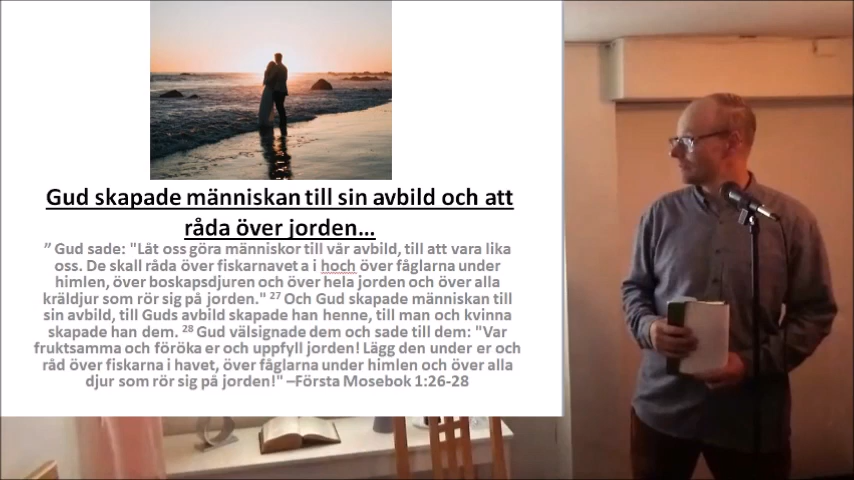 Gud skapade människan till sin avbild och att
råda över jorden...
” Gud sade: "Låt oss göra människor till vår avbild, till att vara lika
oss. De skall råda över fiskarnavet a i hoch över fåglarna under
himlen, över boskapsdjuren och över hela jorden och över alla
kräldjur som rör sig på jorden." 27 Och Gud skapade människan till
sin avbild, till Guds avbild skapade han henne, till man och kvinna
skapade han dem. 28 Gud välsignade dem och sade till dem: "Var
fruktsamma och föröka er och uppfyll jorden! Lägg den under er och
råd över fiskarna i havet, över fåglarna under himlen och över alla
djur som rör sig på jorden!" –Första Mosebok 1:26-28